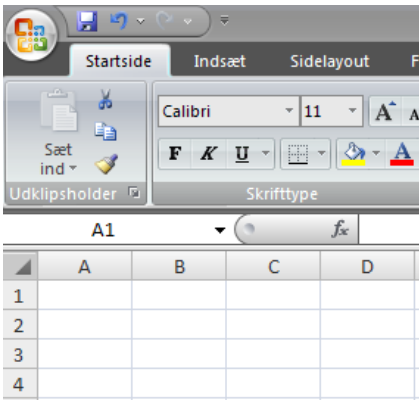 Startside Indsæt Sidelayout F
Calibri 11 A A
Sæt
ind
F K U A
Udklipsholder Skrifttype
A1 fx
A B C D
1
2
3
4